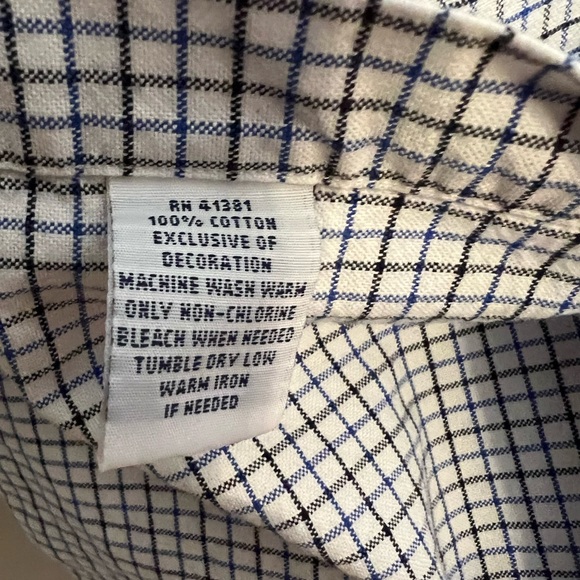 RN 41381
100% COTTON
EXCLUSIVE OF
DECORATION
MACHINE WASH WARM
ONLY NON-CHLORINE
BLEACH WHEN NEEDED
TUMBLE DRY LOW
WARM IRON
IF NEEDED